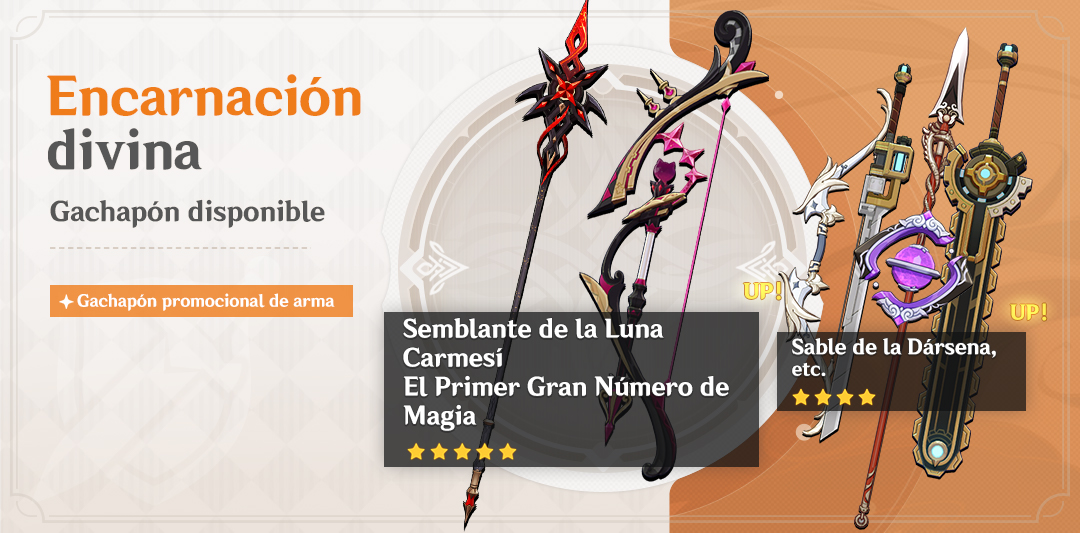 Encarnación
divina
Gachapón disponible
Gachapón promocional de arma
UP!
Semblante de la Luna
Carmesí
El Primer Gran Número de
Magia
UP!
Sable de la Dársena,
etc.